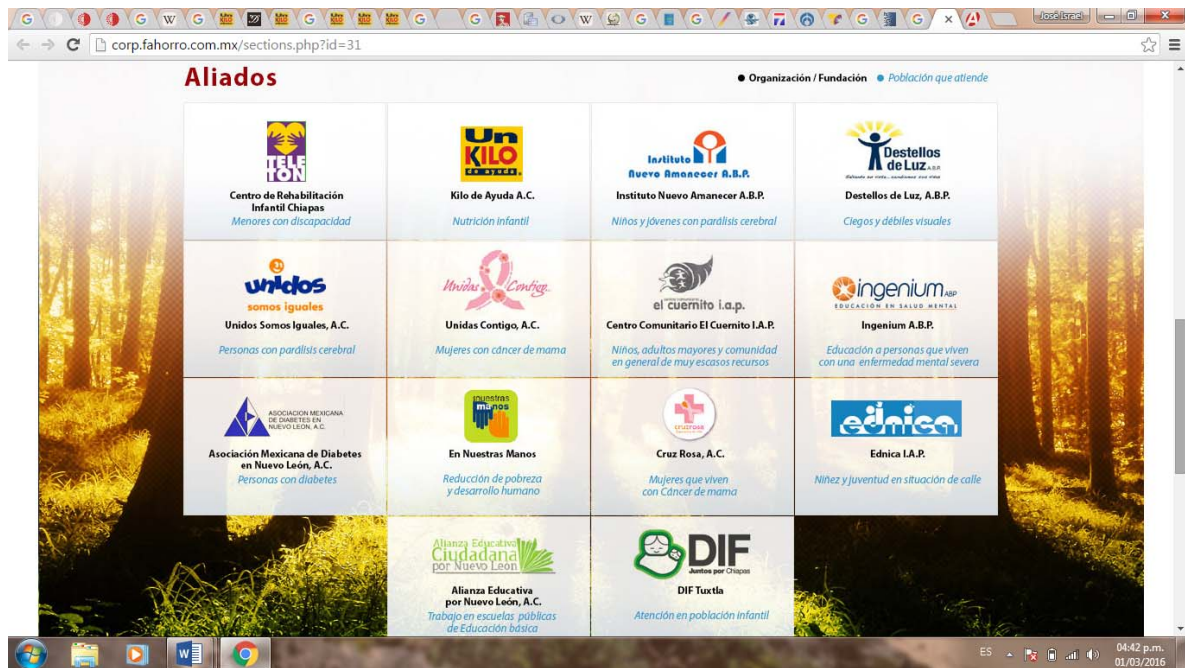 José Israel
corp.fahorro.com.mx/sections.php?id=31
Aliados
Organización / Fundación
Población que atiende
TELE
TON
Centro de Rehabilitación
Infantil Chiapas
Menores con discapacidad
Un
KILO
de ayuda
Kilo de Ayuda A.C.
Nutrición infantil
Instituto
Nuevo Amanecer A.B.P.
Instituto Nuevo Amanecer A.B.P.
Niños y jóvenes con parálisis cerebral
Destellos
de Luz A.B.P.
Destellos de Luz, A.B.P.
Ciegos y débiles visuales
unidos
somos iguales
Unidos Somos Iguales, A.C.
Personas con parálisis cerebral
Unidas Contigo
Unidas Contigo, A.C.
Mujeres con cáncer de mama
el cuernito i.a.p.
Centro Comunitario El Cuernito I.A.P.
Niños, adultos mayores y comunidad
en general de muy escasos recursos
ingenium ABP
EDUCACIÓN EN SALUD MENTAL
Ingenium A.B.P.
Educación a personas que viven
con una enfermedad mental severa
ASOCIACION MEXICANA
DE DIABETES EN
NUEVO LEON, A.C.
Asociación Mexicana de Diabetes
en Nuevo León, A.C.
Personas con diabetes
nuestras
manos
En Nuestras Manos
Reducción de pobreza
y desarrollo humano
cruzrosa
Cruz Rosa, A.C.
Mujeres que viven
con Cáncer de mama
ednica
Ednica I.A.P.
Niñez y juventud en situación de calle
Alianza Educativa
Ciudadana
por Nuevo León
Alianza Educativa
por Nuevo León, A.C.
Trabajo en escuelas públicas
de Educación básica
DIF
Juntos por Chiapas
DIF Tuxtla
Atención en población infantil
ES
04:42 p.m.
01/03/2016